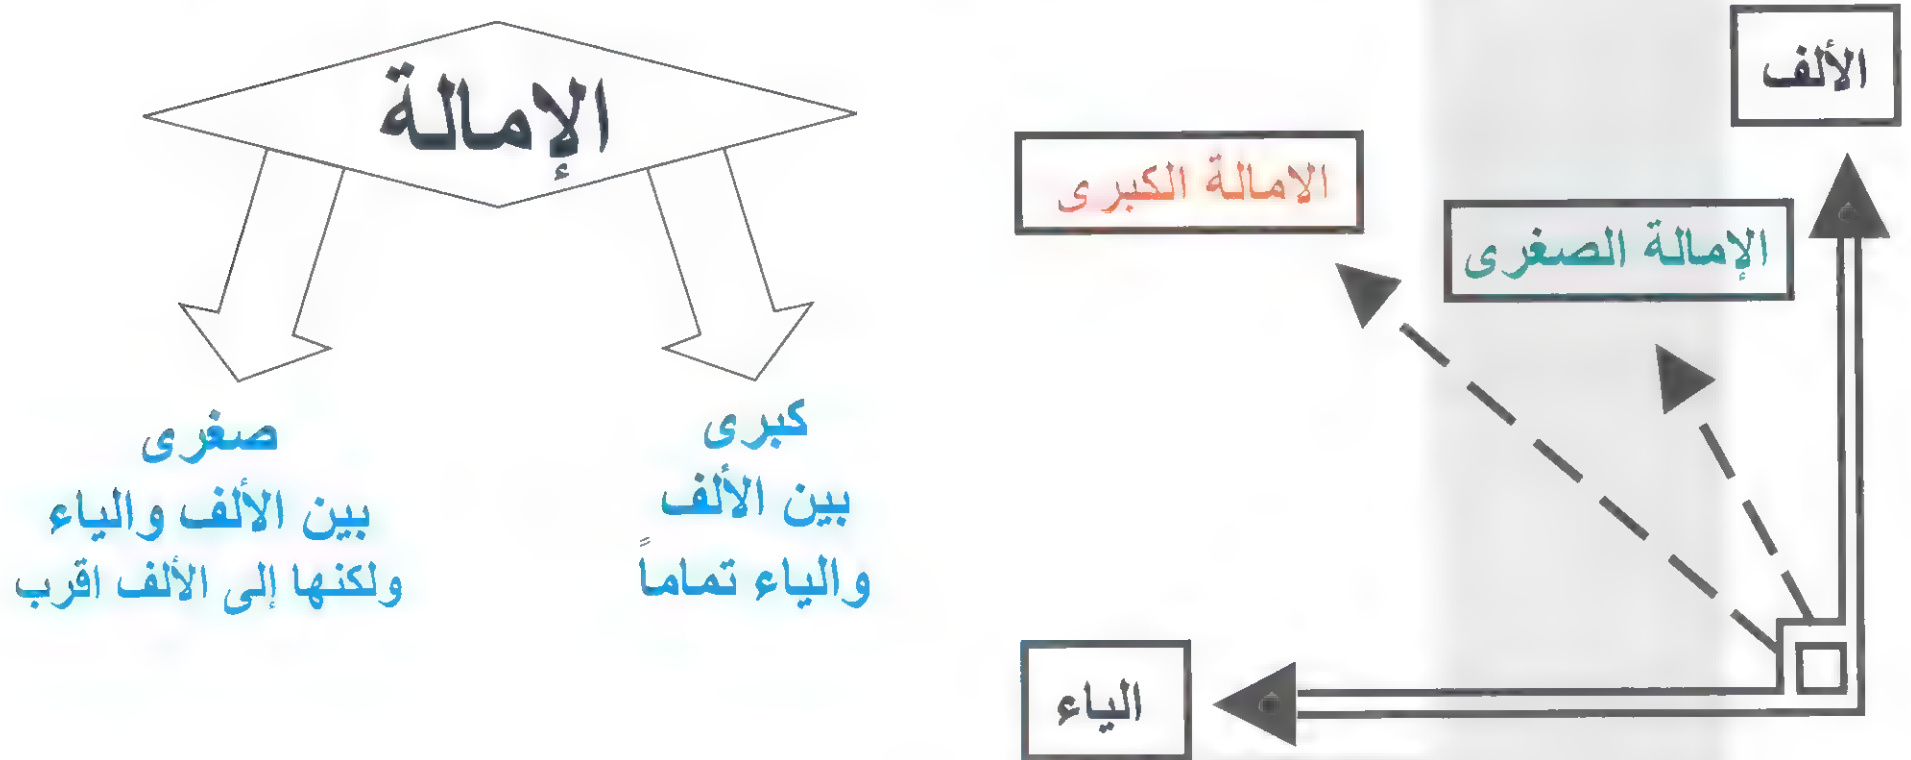 الألف
الامالة الكبرى
الإمالة الصغرى
الياء
الإمالة
كبرى
بين الألف
والياء تماماً
صغرى
بين الألف والياء
ولكنها إلى الألف اقرب